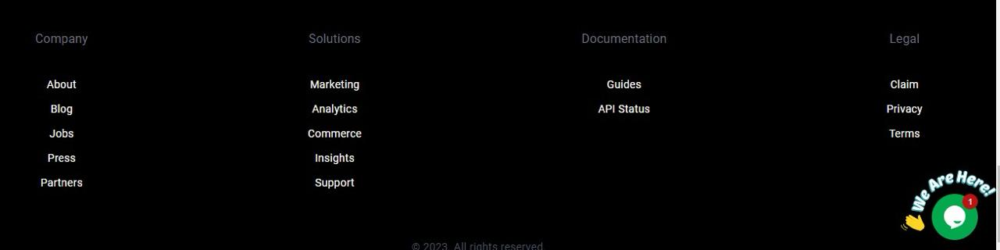 Company
About
Blog
Jobs
Press
Partners
Solutions
Marketing
Analytics
Commerce
Insights
Support
Documentation
Guides
API Status
Legal
Claim
Privacy
Terms
We Are Here!
1
© 2023. All rights reserved